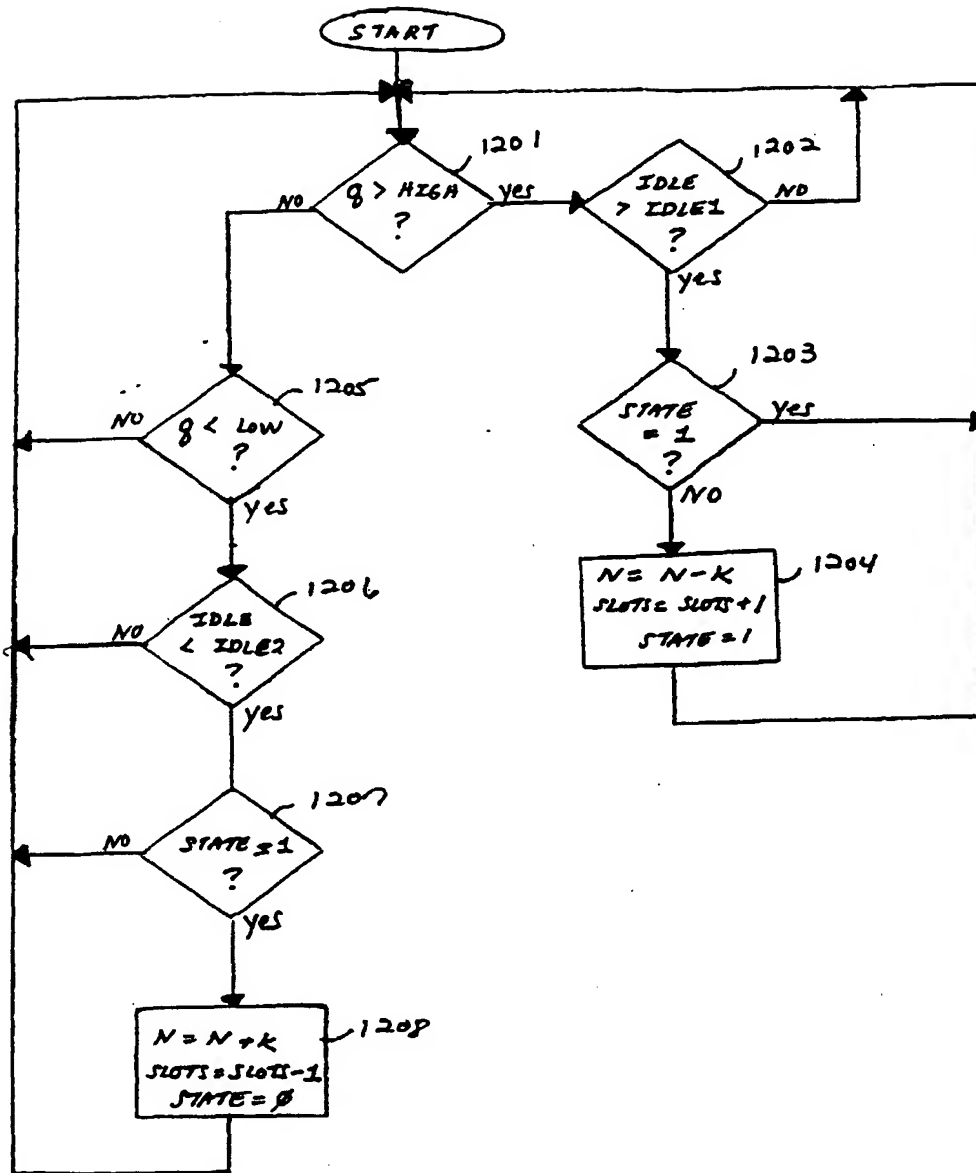 START
1201
q > HIGH
?
NO
yes
1202
IDLE
> IDLE1
?
NO
yes
1203
STATE
= 1
?
yes
NO
1204
N = N - K
SLOTS = SLOTS + 1
STATE = 1
1205
q < LOW
?
NO
yes
1206
IDLE
< IDLE2
?
NO
yes
1207
STATE = 1
?
NO
yes
1208
N = N + K
SLOTS = SLOTS - 1
STATE = Ø